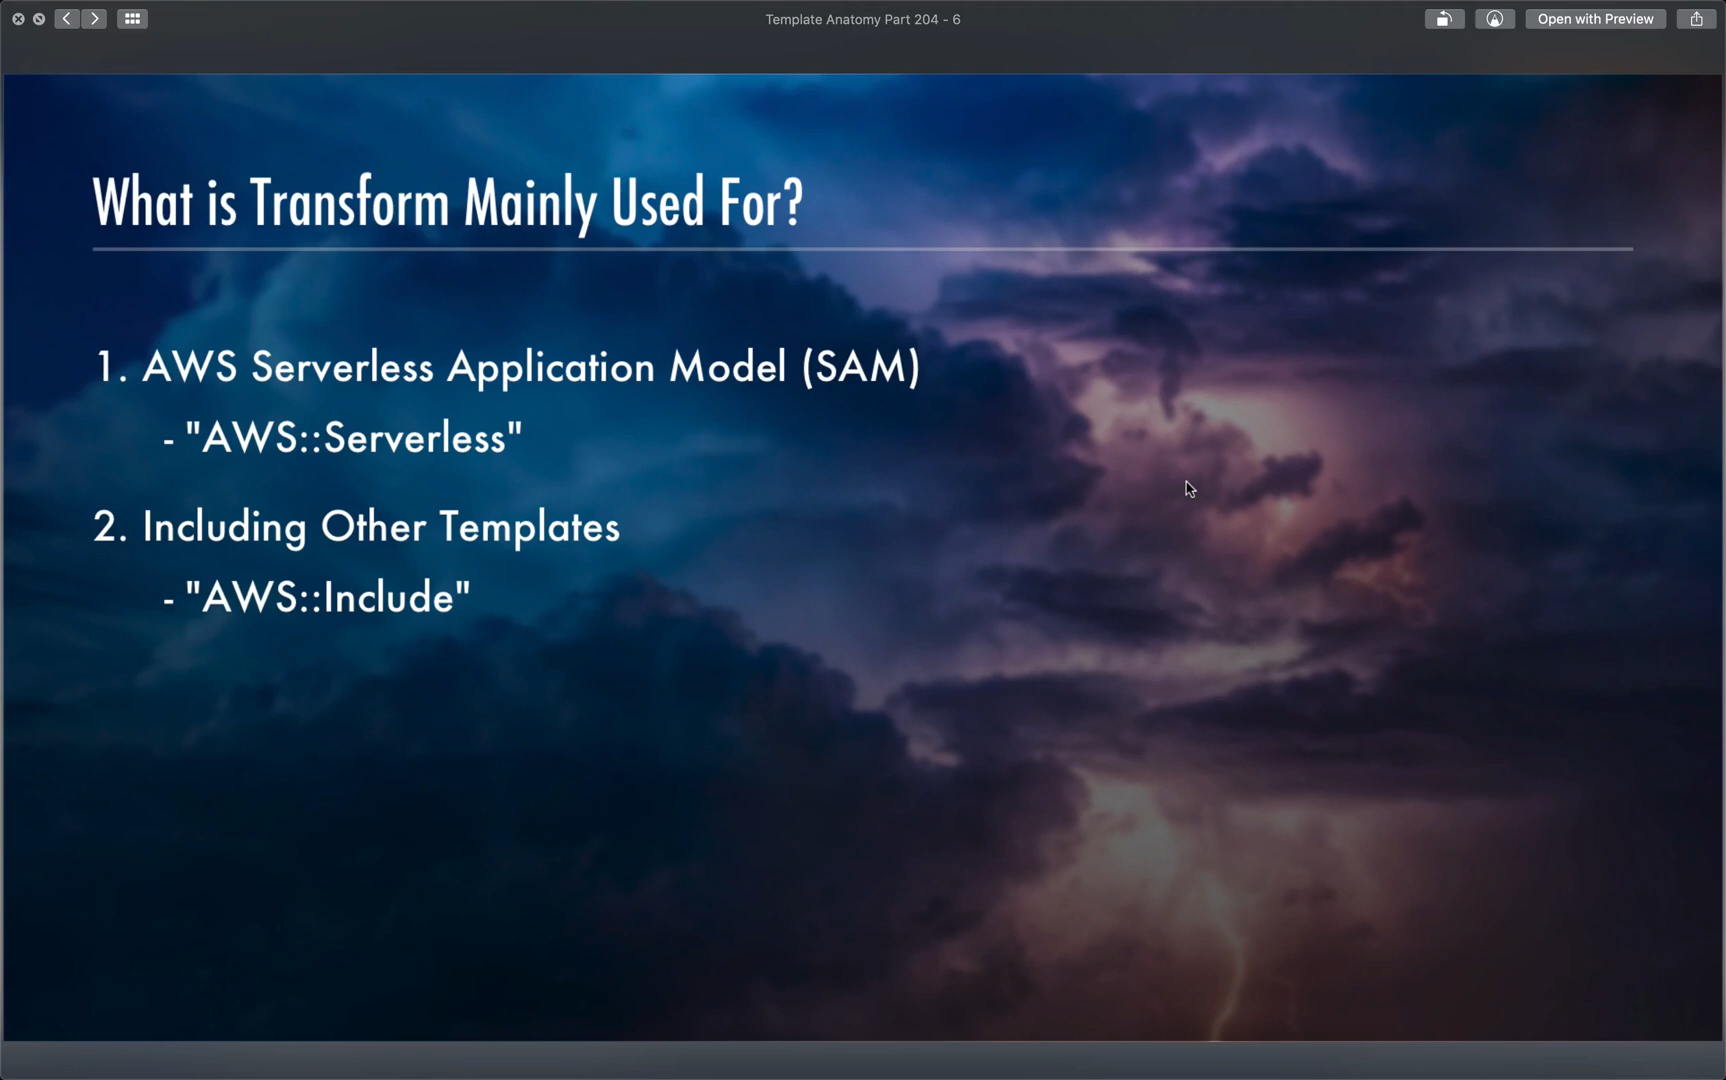 Template Anatomy Part 204 - 6
Open with Preview
What is Transform Mainly Used For?
1. AWS Serverless Application Model (SAM)
- "AWS::Serverless"
2. Including Other Templates
- "AWS::Include"